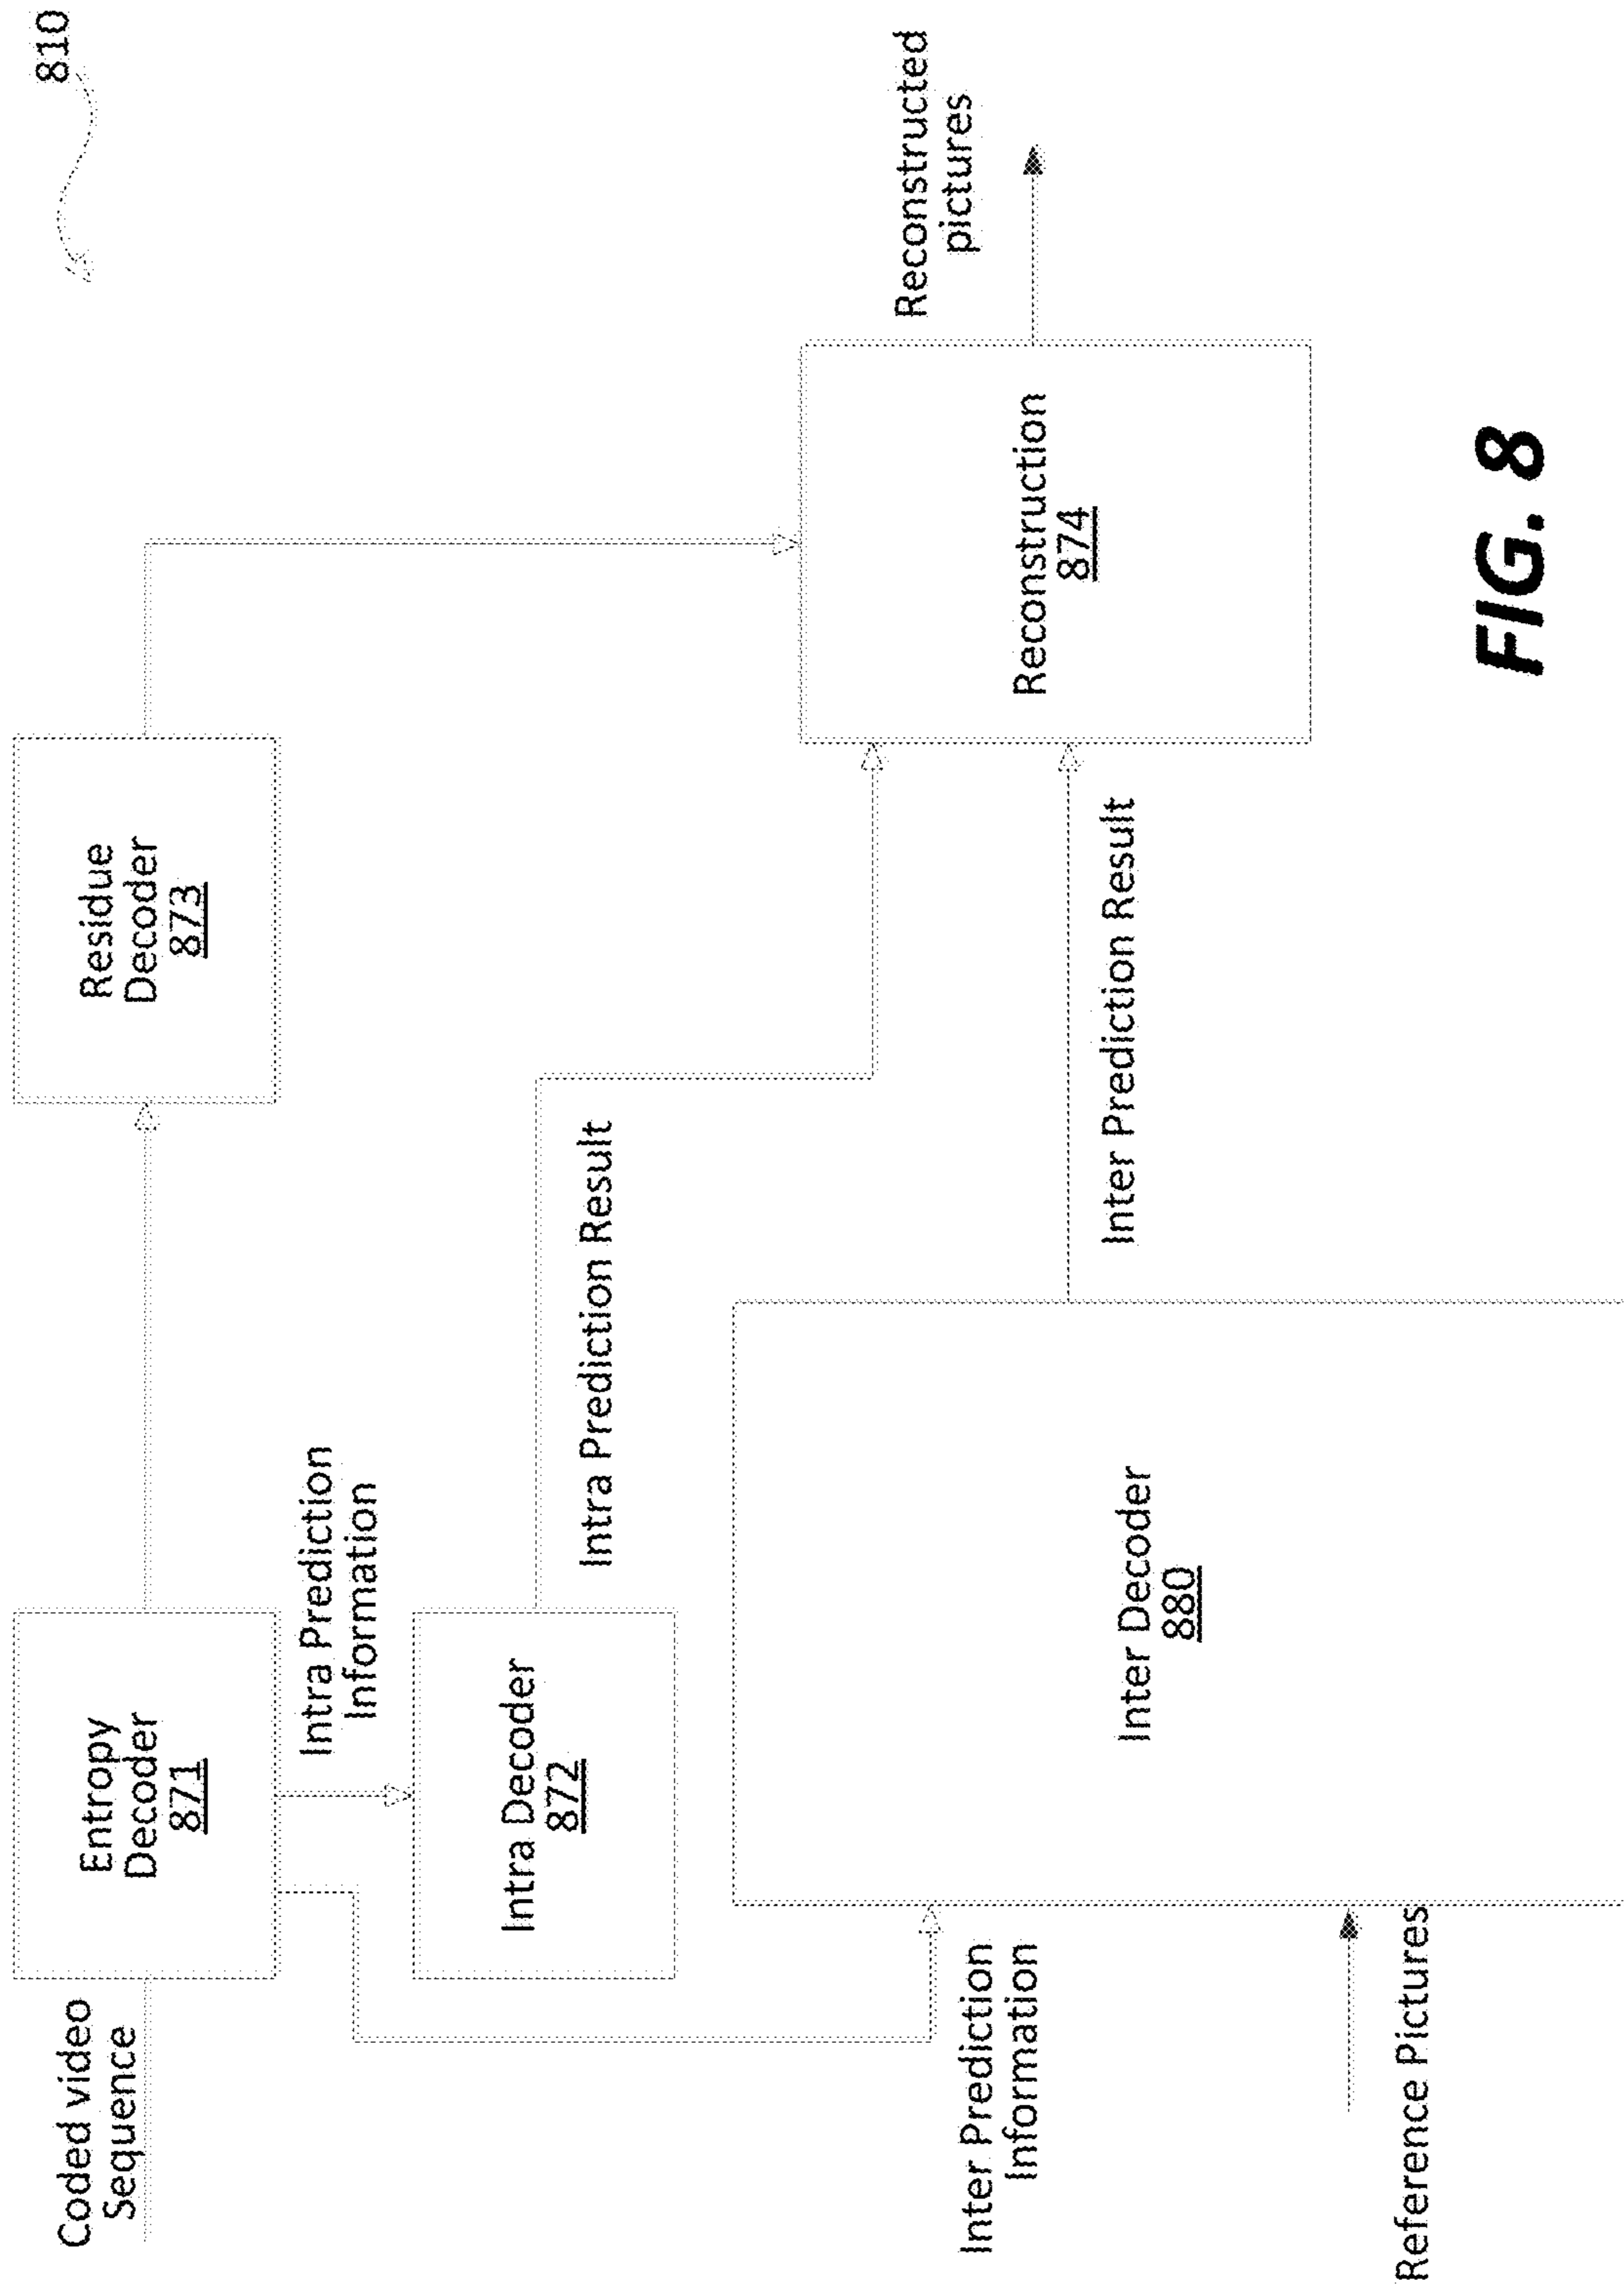 810
Coded video
Sequence
Entropy
Decoder
871
Residue
Decoder
873
Intra Prediction
Information
Intra Decoder
872
Intra Prediction Result
Reconstructed
pictures
Inter Prediction
Information
Inter Decoder
880
Inter Prediction Result
Reconstruction
874
Reference Pictures
FIG. 8